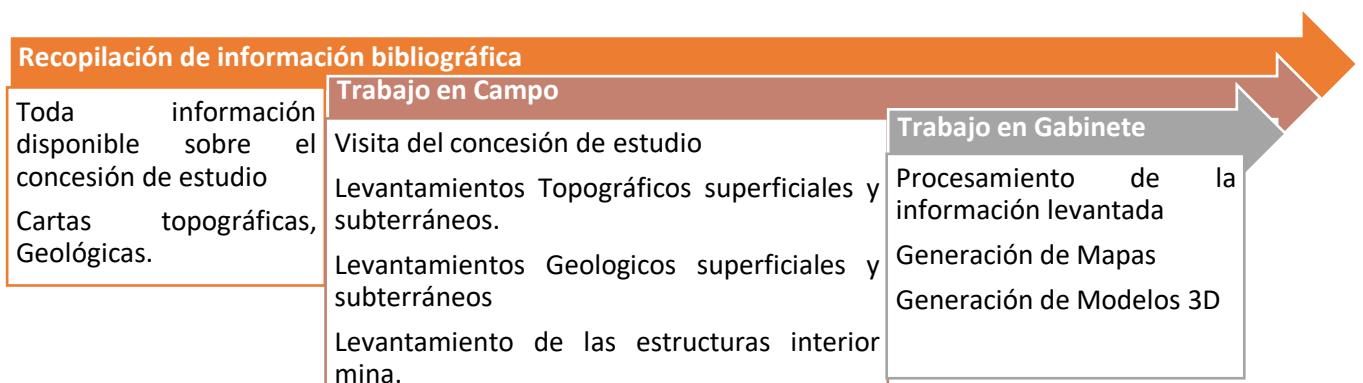 Recopilación de información bibliográfica
Toda información
disponible sobre el
concesión de estudio
Cartas topográficas,
Geológicas.
Trabajo en Campo
Visita del concesión de estudio
Levantamientos Topográficos superficiales y
subterráneos.
Levantamientos Geologicos superficiales y
subterráneos
Levantamiento de las estructuras interior
mina.
Trabajo en Gabinete
Procesamiento de la
información levantada
Generación de Mapas
Generación de Modelos 3D